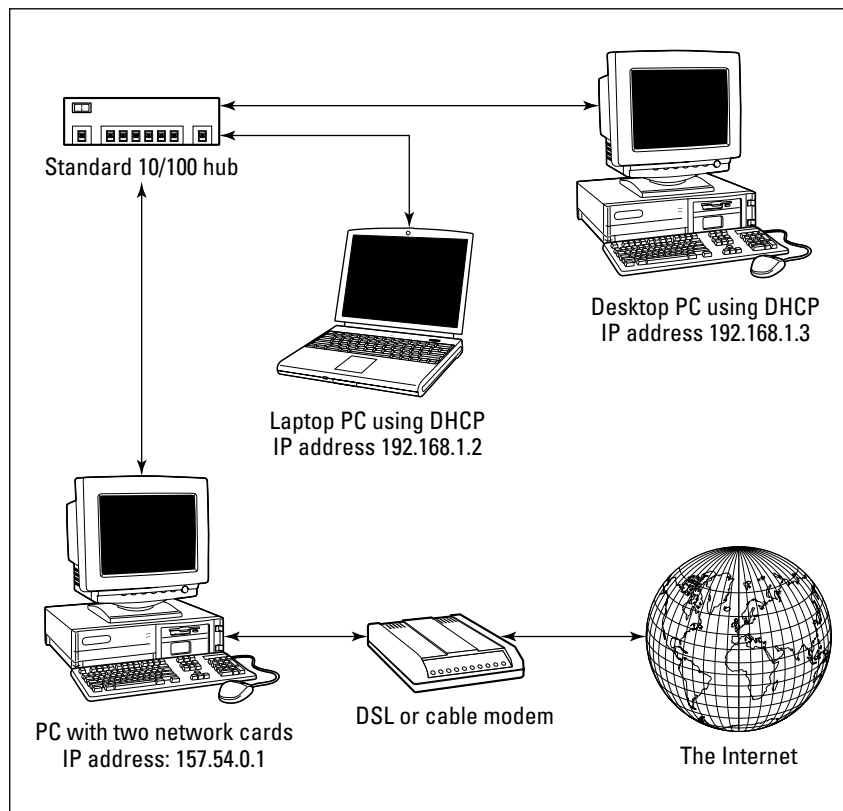 Standard 10/100 hub
Desktop PC using DHCP
IP address 192.168.1.3
Laptop PC using DHCP
IP address 192.168.1.2
PC with two network cards
IP address: 157.54.0.1
DSL or cable modem
The Internet